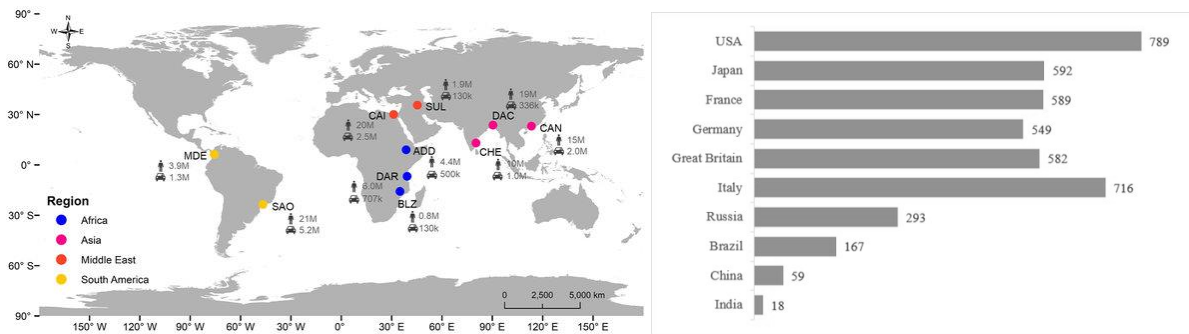 90°
N
W E
S
60° N
30° N
0°
30° S
60° S
90°
1.9M
130k
SUL
19M
336k
DAC
CAI
20M
2.5M
CAN
15M
2.0M
CHE
10M
1.0M
ADD
4.4M
500k
MDE
3.9M
1.3M
DAR
6.0M
707k
BLZ
0.8M
130k
SAO
21M
5.2M
Region
Africa
Asia
Middle East
South America
0 2,500 5,000 km
150° W 120° W 90° W 60° W 30° W 0° 30° E 60° E 90° E 120° E 150° E
USA 789
Japan 592
France 589
Germany 549
Great Britain 582
Italy 716
Russia 293
Brazil 167
China 59
India 18